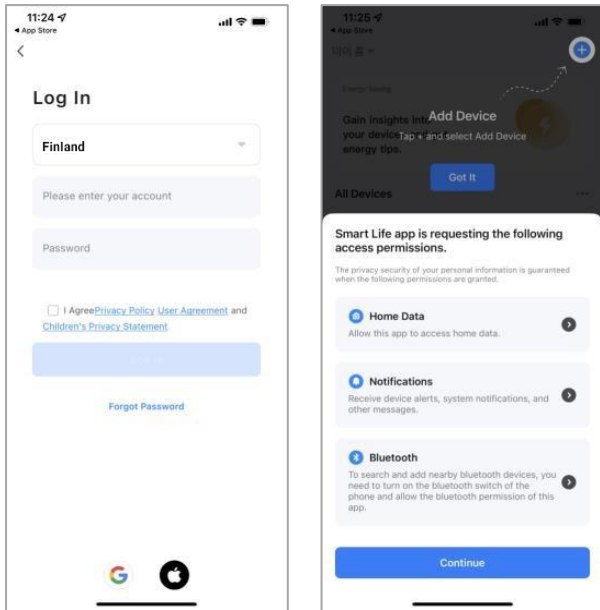 11:24
◀ App Store
Log In
Finland
Please enter your account
Password
I AgreePrivacy Policy User Agreement and
Children's Privacy Statement
Forgot Password
11:25
◀ App Store
Energy Saving
Gain insights into
your device
energy tips.
Add Device
Tap + and select Add Device
Got It
All Devices
Smart Life app is requesting the following
access permissions.
The privacy security of your personal information is guaranteed
when the following permissions are granted.
Home Data
Allow this app to access home data.
Notifications
Receive device alerts, system notifications, and
other messages.
Bluetooth
To search and add nearby bluetooth devices, you
need to turn on the bluetooth switch of the
phone and allow the bluetooth permission of this
app.
Continue